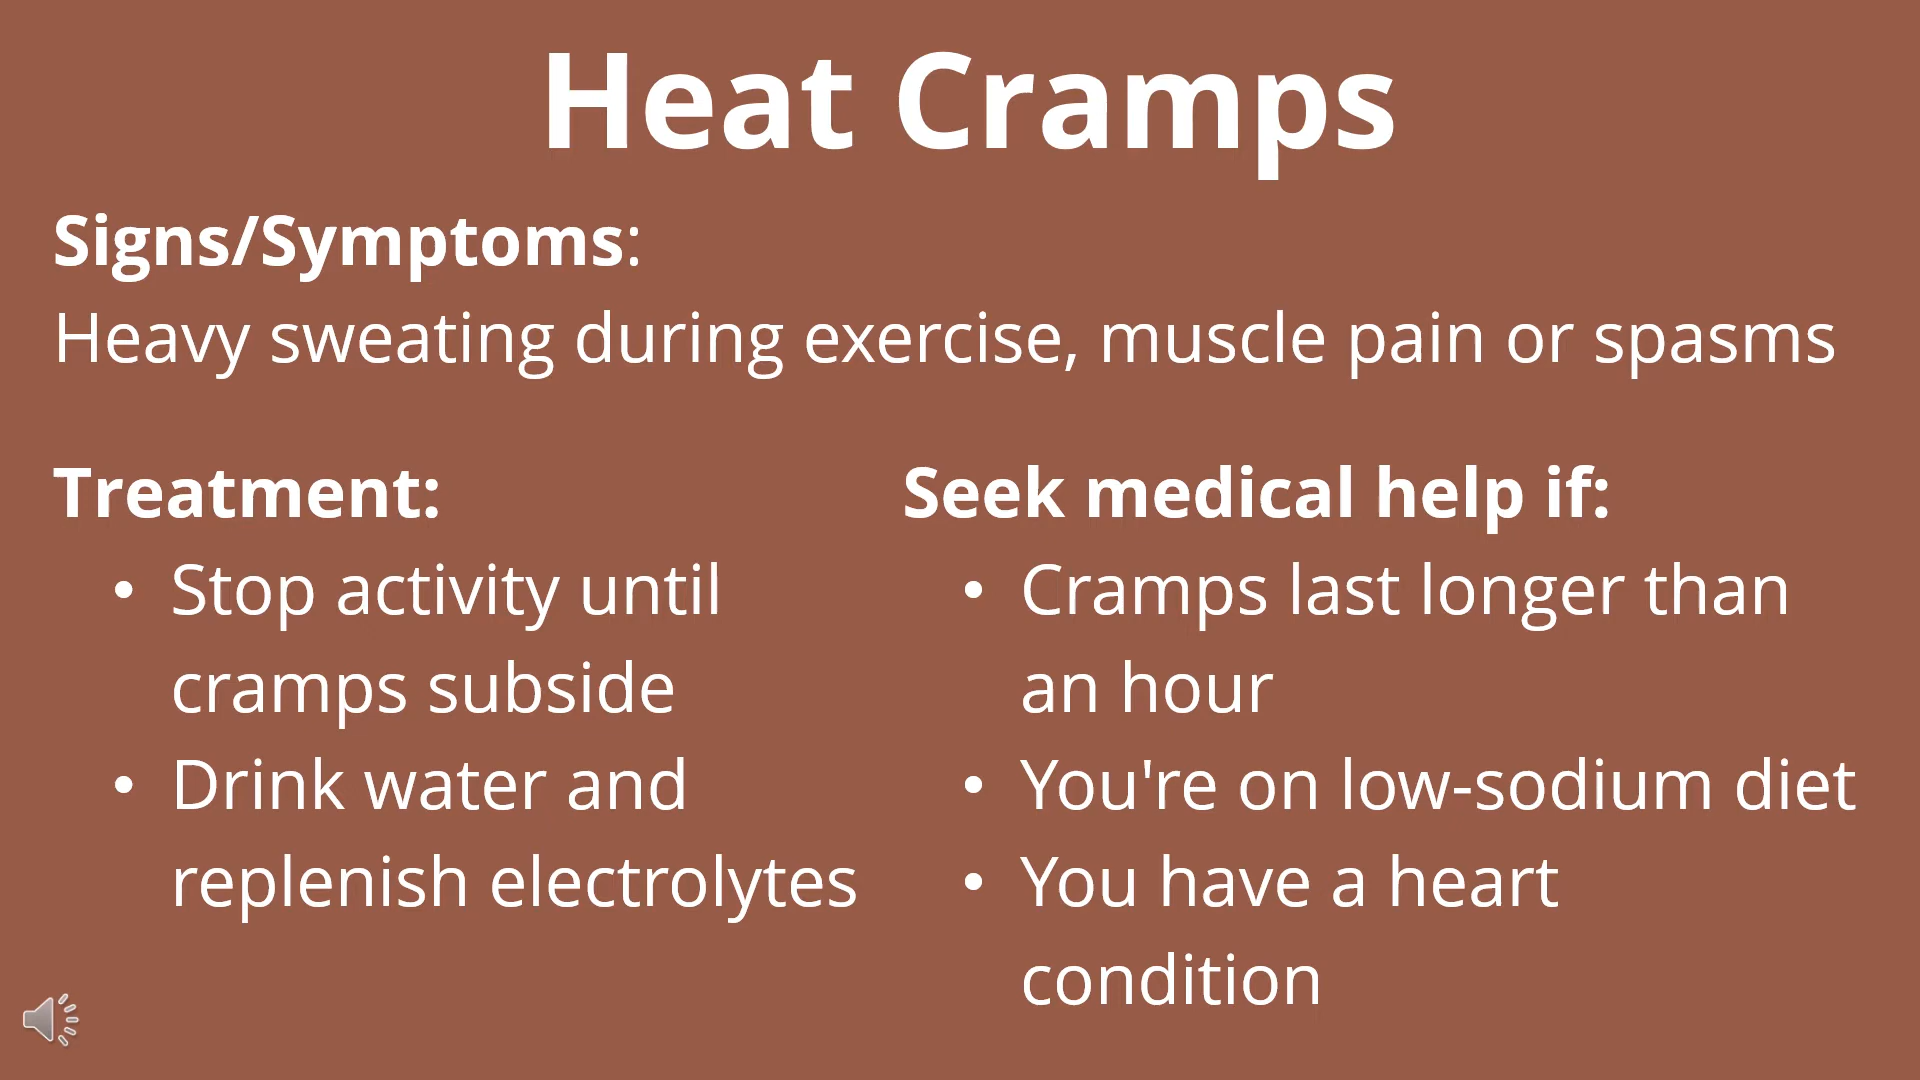 Heat Cramps
Signs/Symptoms:
Heavy sweating during exercise, muscle pain or spasms
Treatment:
• Stop activity until
cramps subside
• Drink water and
replenish electrolytes
Seek medical help if:
• Cramps last longer than
an hour
• You're on low-sodium diet
• You have a heart
condition